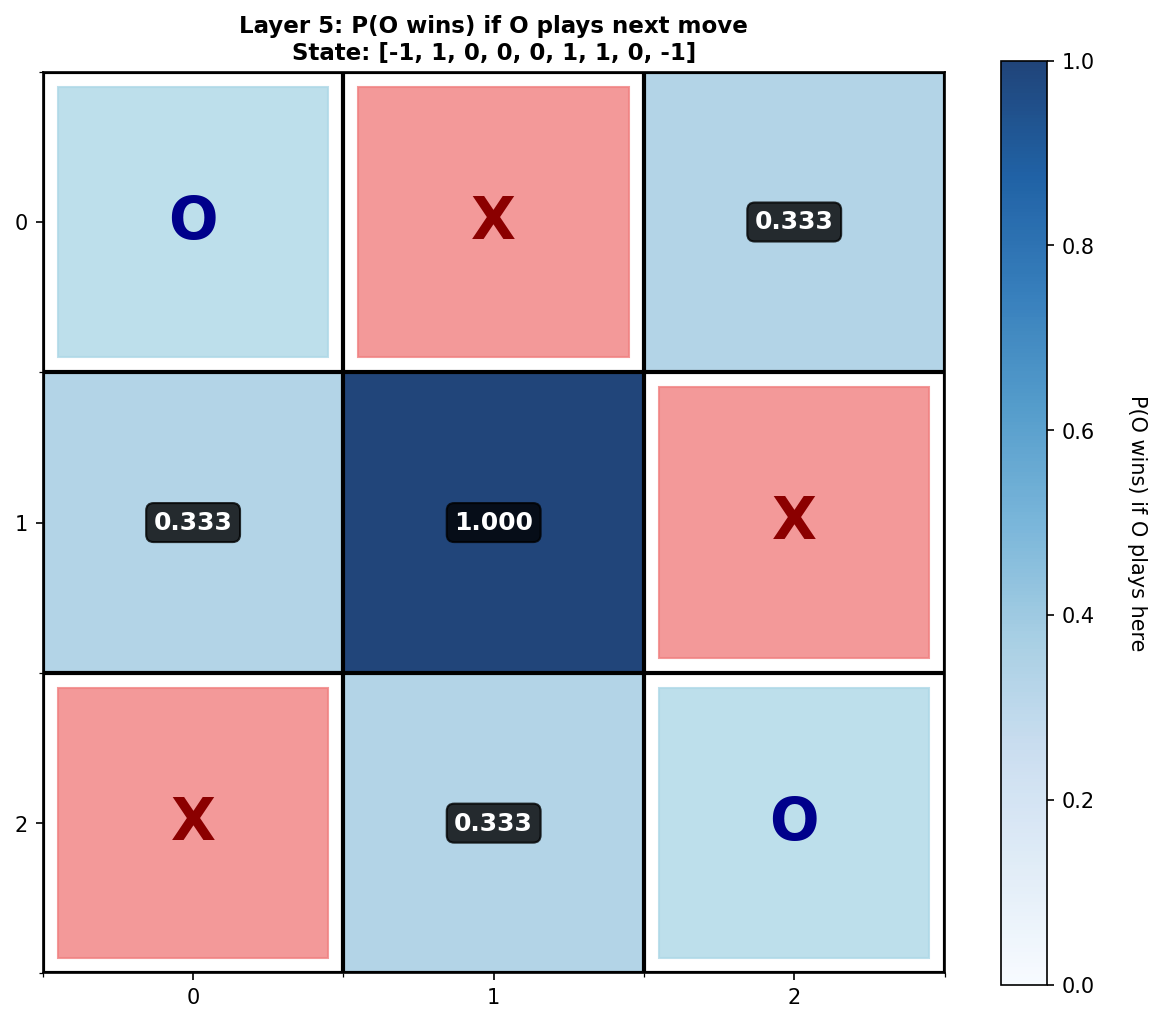 Layer 5: P(O wins) if O plays next move
State: [-1, 1, 0, 0, 0, 1, 1, 0, -1]
O
X
0.333
0.333
1.000
X
X
0.333
O
0
1
2
0
1
2
1.0
0.8
0.6
0.4
0.2
0.0
P(O wins) if O plays here